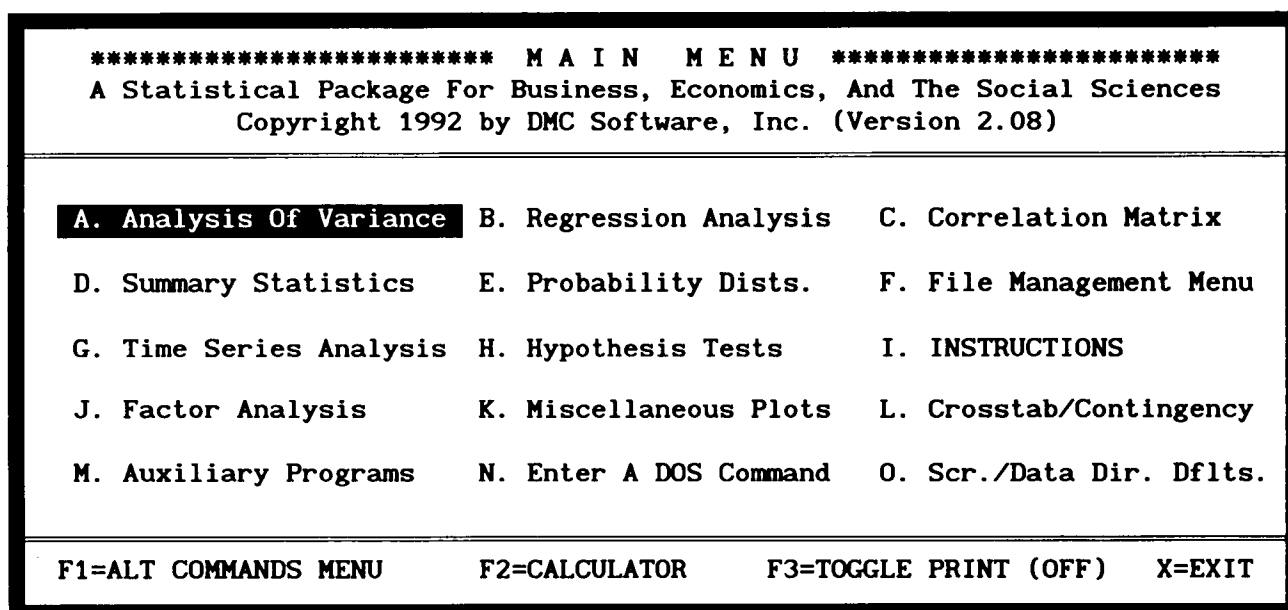 ************************* M A I N   M E N U ************************
A Statistical Package For Business, Economics, And The Social Sciences
Copyright 1992 by DMC Software, Inc. (Version 2.08)
A. Analysis Of Variance B. Regression Analysis C. Correlation Matrix
D. Summary Statistics E. Probability Dists. F. File Management Menu
G. Time Series Analysis H. Hypothesis Tests I. INSTRUCTIONS
J. Factor Analysis K. Miscellaneous Plots L. Crosstab/Contingency
M. Auxiliary Programs N. Enter A DOS Command O. Scr./Data Dir. Dflts.
F1=ALT COMMANDS MENU F2=CALCULATOR F3=TOGGLE PRINT (OFF) X=EXIT